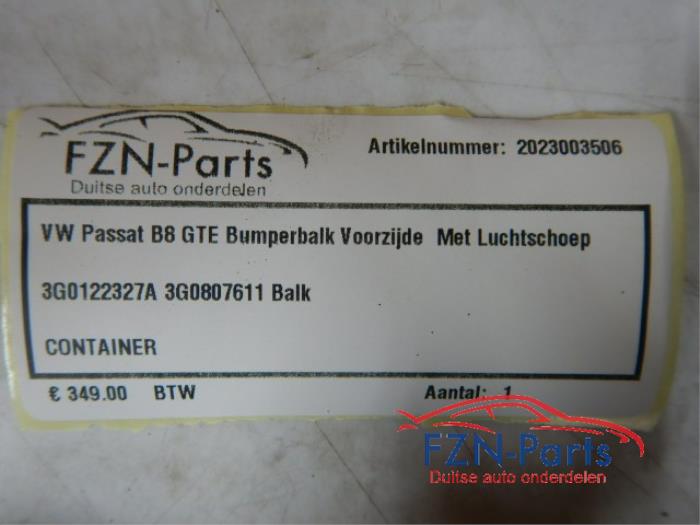 FZN-Parts
Duitse auto onderdelen
Artikelnummer: 2023003506
VW Passat B8 GTE Bumperbalk Voorzijde Met Luchtschoep
3G0122327A 3G0807611 Balk
CONTAINER
€ 349.00 BTW Aantal: 1
FZN-Parts
Duitse auto onderdelen